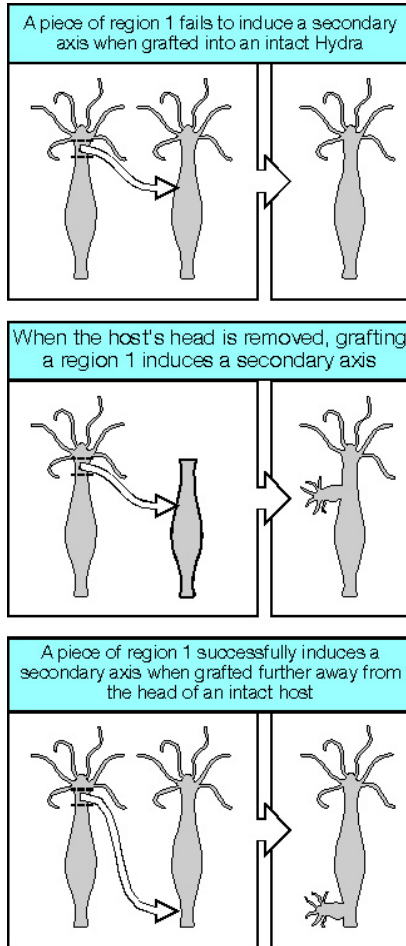 A piece of region 1 fails to induce a secondary
axis when grafted into an intact Hydra
When the host's head is removed, grafting
a region 1 induces a secondary axis
A piece of region 1 successfully induces a
secondary axis when grafted further away from
the head of an intact host